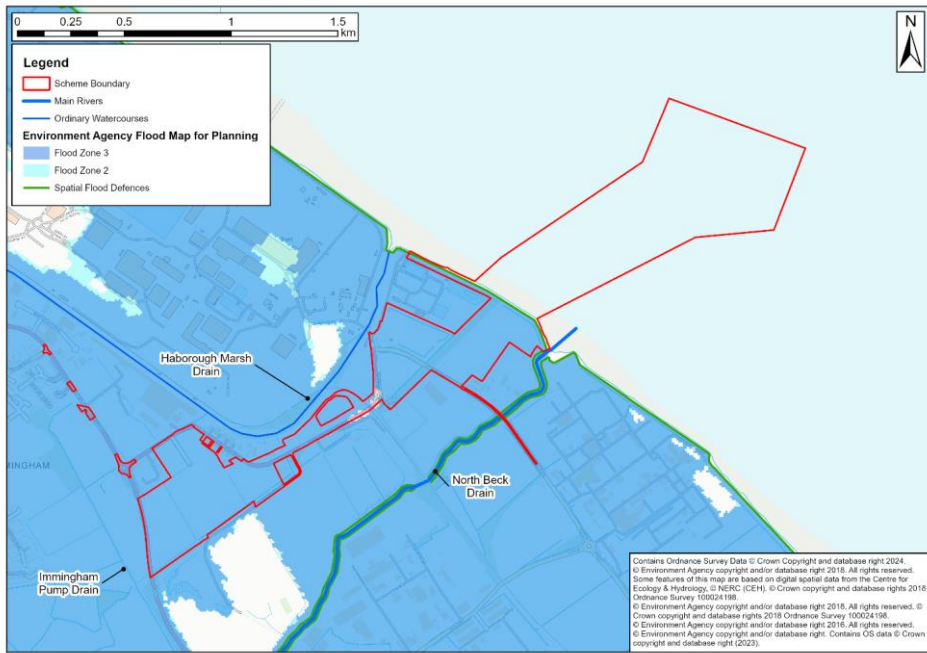 0 0.25 0.5 1 1.5
km
N
Legend
Scheme Boundary
Main Rivers
Ordinary Watercourses
Environment Agency Flood Map for Planning
Flood Zone 3
Flood Zone 2
Spatial Flood Defences
Haborough Marsh
Drain
MINGHAM
North Beck
Drain
Immingham
Pump Drain
Contains Ordnance Survey Data © Crown Copyright and database right 2024.
© Environment Agency copyright and/or database right 2018. All rights reserved.
Some features of this map are based on digital spatial data from the Centre for
Ecology & Hydrology, © NERC (CEH). © Crown copyright and database rights 2018
Ordnance Survey 100024198.
© Environment Agency copyright and/or database right 2018. All rights reserved. ©
Crown copyright and database rights 2018 Ordnance Survey 100024198.
© Environment Agency copyright and/or database right 2016. All rights reserved.
© Environment Agency copyright and/or database right. Contains OS data © Crown
copyright and database right (2023).